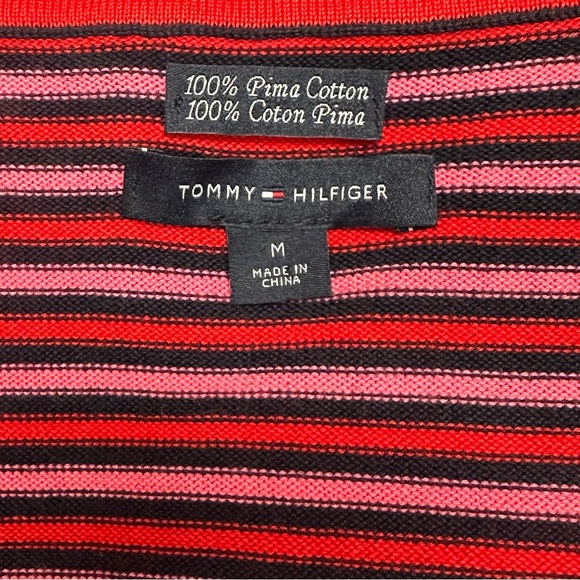 100% Pima Cotton
100% Coton Pima
TOMMY HILFIGER
M
MADE IN
CHINA